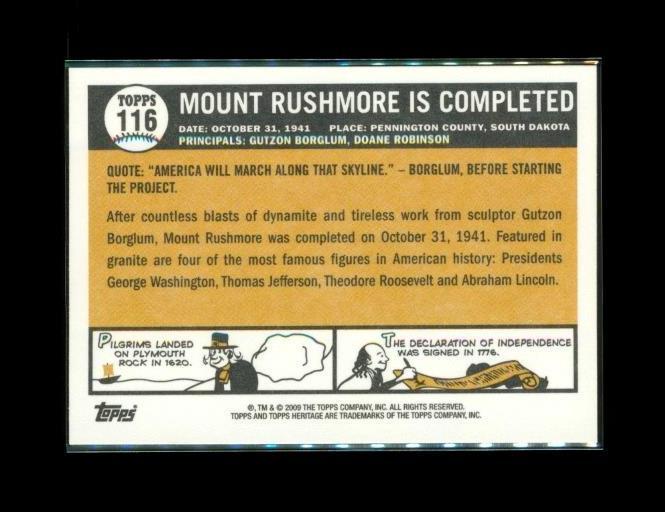 TOPPS
116
MOUNT RUSHMORE IS COMPLETED
DATE: OCTOBER 31, 1941 PLACE: PENNINGTON COUNTY, SOUTH DAKOTA
PRINCIPALS: GUTZON BORGLUM, DOANE ROBINSON
QUOTE: “AMERICA WILL MARCH ALONG THAT SKYLINE.” – BORGLUM, BEFORE STARTING
THE PROJECT.
After countless blasts of dynamite and tireless work from sculptor Gutzon
Borglum, Mount Rushmore was completed on October 31, 1941. Featured in
granite are four of the most famous figures in American history: Presidents
George Washington, Thomas Jefferson, Theodore Roosevelt and Abraham Lincoln.
PILGRIMS LANDED
ON PLYMOUTH
ROCK IN 1620.
THE DECLARATION OF INDEPENDENCE
WAS SIGNED IN 1776.
topps
®, TM & © 2009 THE TOPPS COMPANY, INC. ALL RIGHTS RESERVED.
TOPPS AND TOPPS HERITAGE ARE TRADEMARKS OF THE TOPPS COMPANY, INC.